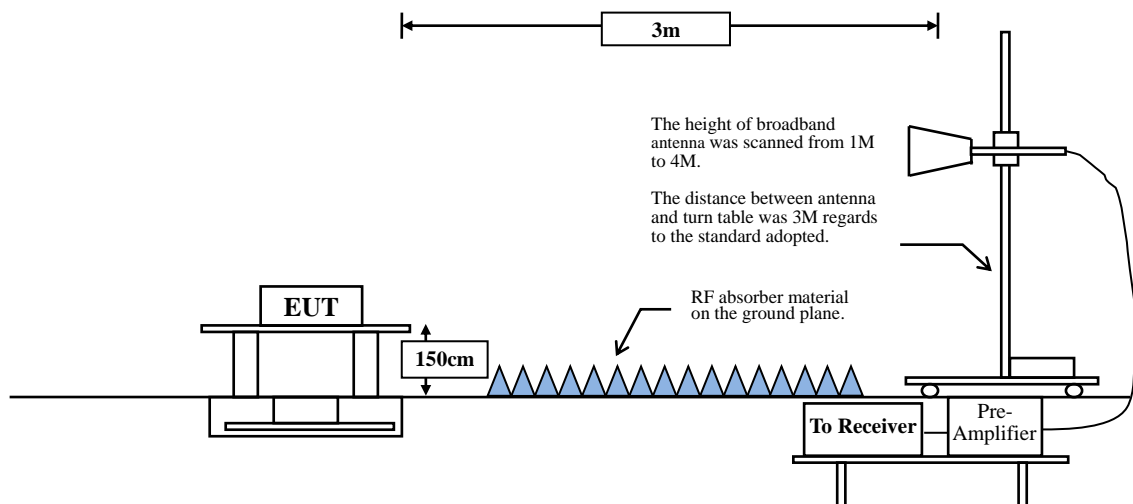 3m
The height of broadband
antenna was scanned from 1M
to 4M.
The distance between antenna
and turn table was 3M regards
to the standard adopted.
EUT
RF absorber material
on the ground plane.
150cm
To Receiver
Pre-
Amplifier